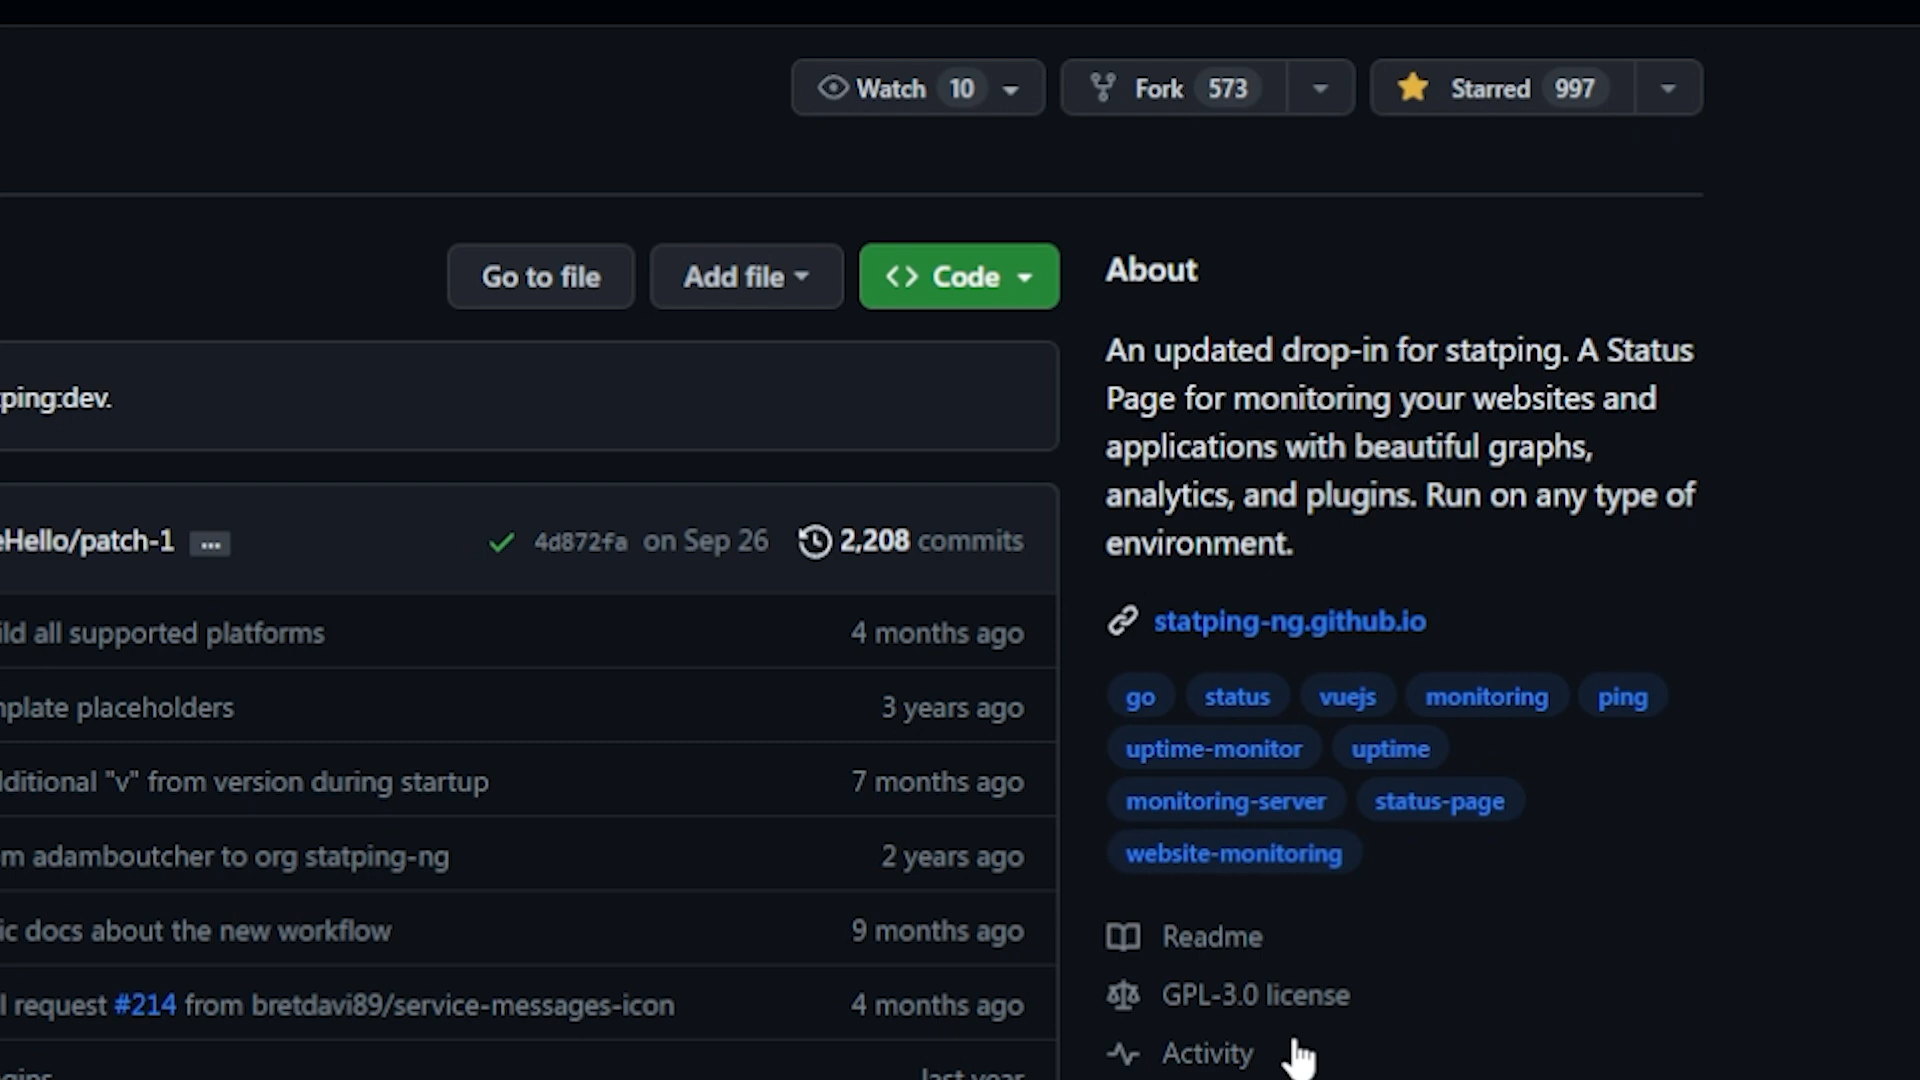 Watch 10
Fork 573
Starred 997
Go to file
Add file
<> Code
ping:dev.
eHello/patch-1 ...
4d872fa on Sep 26
2,208 commits
ild all supported platforms 4 months ago
nplate placeholders 3 years ago
dditional "v" from version during startup 7 months ago
m adamboutcher to org statping-ng 2 years ago
ic docs about the new workflow 9 months ago
l request #214 from bretdavi89/service-messages-icon 4 months ago
last year
About
An updated drop-in for statping. A Status
Page for monitoring your websites and
applications with beautiful graphs,
analytics, and plugins. Run on any type of
environment.
statping-ng.github.io
go status vuejs monitoring ping
uptime-monitor uptime
monitoring-server status-page
website-monitoring
Readme
GPL-3.0 license
Activity